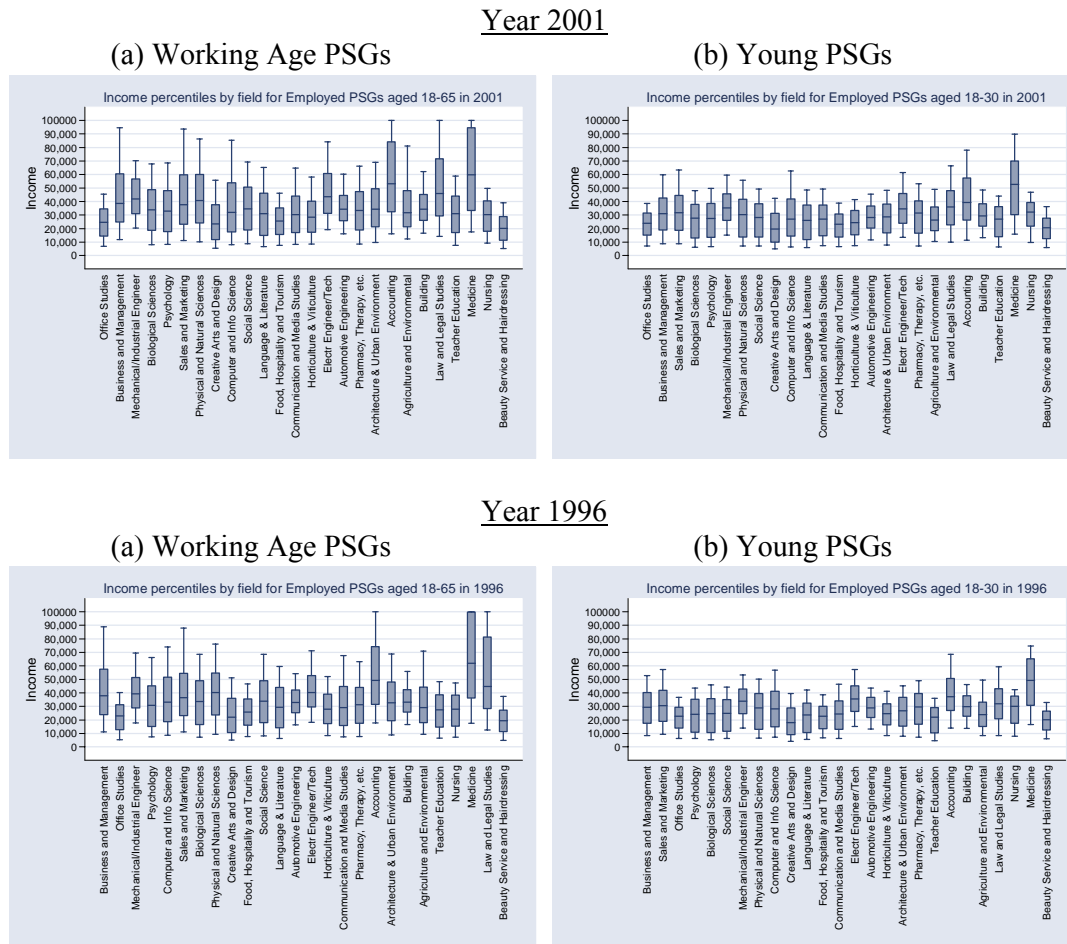 Year 2001
(a) Working Age PSGs
(b) Young PSGs
Income percentiles by field for Employed PSGs aged 18-65 in 2001
100000
90,000
80,000
70,000
60,000
50,000
40,000
30,000
20,000
10,000
0
Income
Office Studies
Business and Management
Mechanical/Industrial Engineer
Biological Sciences
Psychology
Sales and Marketing
Physical and Natural Sciences
Creative Arts and Design
Computer and Info Science
Social Science
Language & Literature
Food, Hospitality and Tourism
Communication and Media Studies
Horticulture & Viticulture
Electr Engineer/Tech
Automotive Engineering
Pharmacy, Therapy, etc.
Architecture & Urban Environment
Accounting
Agriculture and Environmental
Building
Law and Legal Studies
Teacher Education
Medicine
Nursing
Beauty Service and Hairdressing
Income percentiles by field for Employed PSGs aged 18-30 in 2001
100000
90,000
80,000
70,000
60,000
50,000
40,000
30,000
20,000
10,000
0
Income
Office Studies
Business and Management
Sales and Marketing
Biological Sciences
Psychology
Mechanical/Industrial Engineer
Physical and Natural Sciences
Social Science
Creative Arts and Design
Computer and Info Science
Language & Literature
Communication and Media Studies
Food, Hospitality and Tourism
Horticulture & Viticulture
Automotive Engineering
Architecture & Urban Environment
Electr Engineer/Tech
Pharmacy, Therapy, etc.
Agriculture and Environmental
Law and Legal Studies
Accounting
Building
Teacher Education
Medicine
Nursing
Beauty Service and Hairdressing
Year 1996
(a) Working Age PSGs
(b) Young PSGs
Income percentiles by field for Employed PSGs aged 18-65 in 1996
100000
90,000
80,000
70,000
60,000
50,000
40,000
30,000
20,000
10,000
0
Income
Business and Management
Office Studies
Mechanical/Industrial Engineer
Psychology
Computer and Info Science
Sales and Marketing
Biological Sciences
Physical and Natural Sciences
Creative Arts and Design
Food, Hospitality and Tourism
Social Science
Language & Literature
Automotive Engineering
Electr Engineer/Tech
Horticulture & Viticulture
Communication and Media Studies
Pharmacy, Therapy, etc.
Accounting
Architecture & Urban Environment
Building
Agriculture and Environmental
Teacher Education
Nursing
Medicine
Law and Legal Studies
Beauty Service and Hairdressing
Income percentiles by field for Employed PSGs aged 18-30 in 1996
100000
90,000
80,000
70,000
60,000
50,000
40,000
30,000
20,000
10,000
0
Income
Business and Management
Sales and Marketing
Office Studies
Psychology
Biological Sciences
Social Science
Mechanical/Industrial Engineer
Physical and Natural Sciences
Computer and Info Science
Creative Arts and Design
Language & Literature
Food, Hospitality and Tourism
Communication and Media Studies
Electr Engineer/Tech
Automotive Engineering
Horticulture & Viticulture
Architecture & Urban Environment
Pharmacy, Therapy, etc.
Teacher Education
Accounting
Building
Agriculture and Environmental
Law and Legal Studies
Nursing
Medicine
Beauty Service and Hairdressing